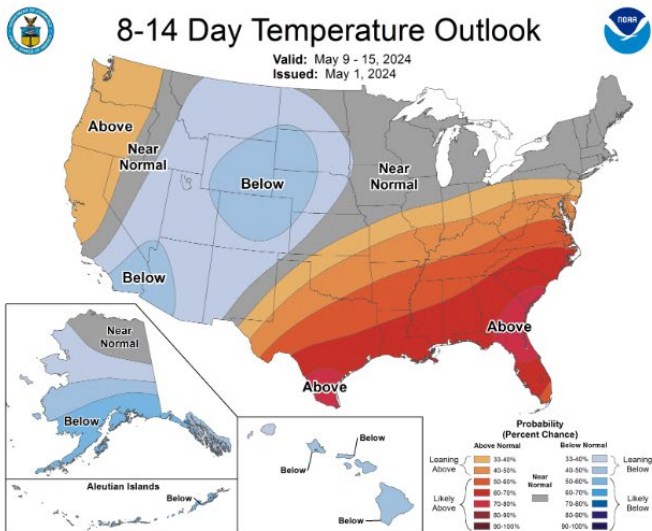 8-14 Day Temperature Outlook
Valid: May 9 - 15, 2024
Issued: May 1, 2024
NOAA
Above
Near
Normal
Below
Near
Normal
Below
Above
Above
Near
Normal
Below
Aleutian Islands
Below
Below
Below
Below
Below
Probability
(Percent Chance)
Above Normal
Below Normal
Leaning
Above
Likely
Above
33-40%
40-50%
50-60%
60-70%
70-80%
80-90%
90-100%
Near
Normal
33-40%
40-50%
50-60%
60-70%
70-80%
80-90%
90-100%
Leaning
Below
Likely
Below